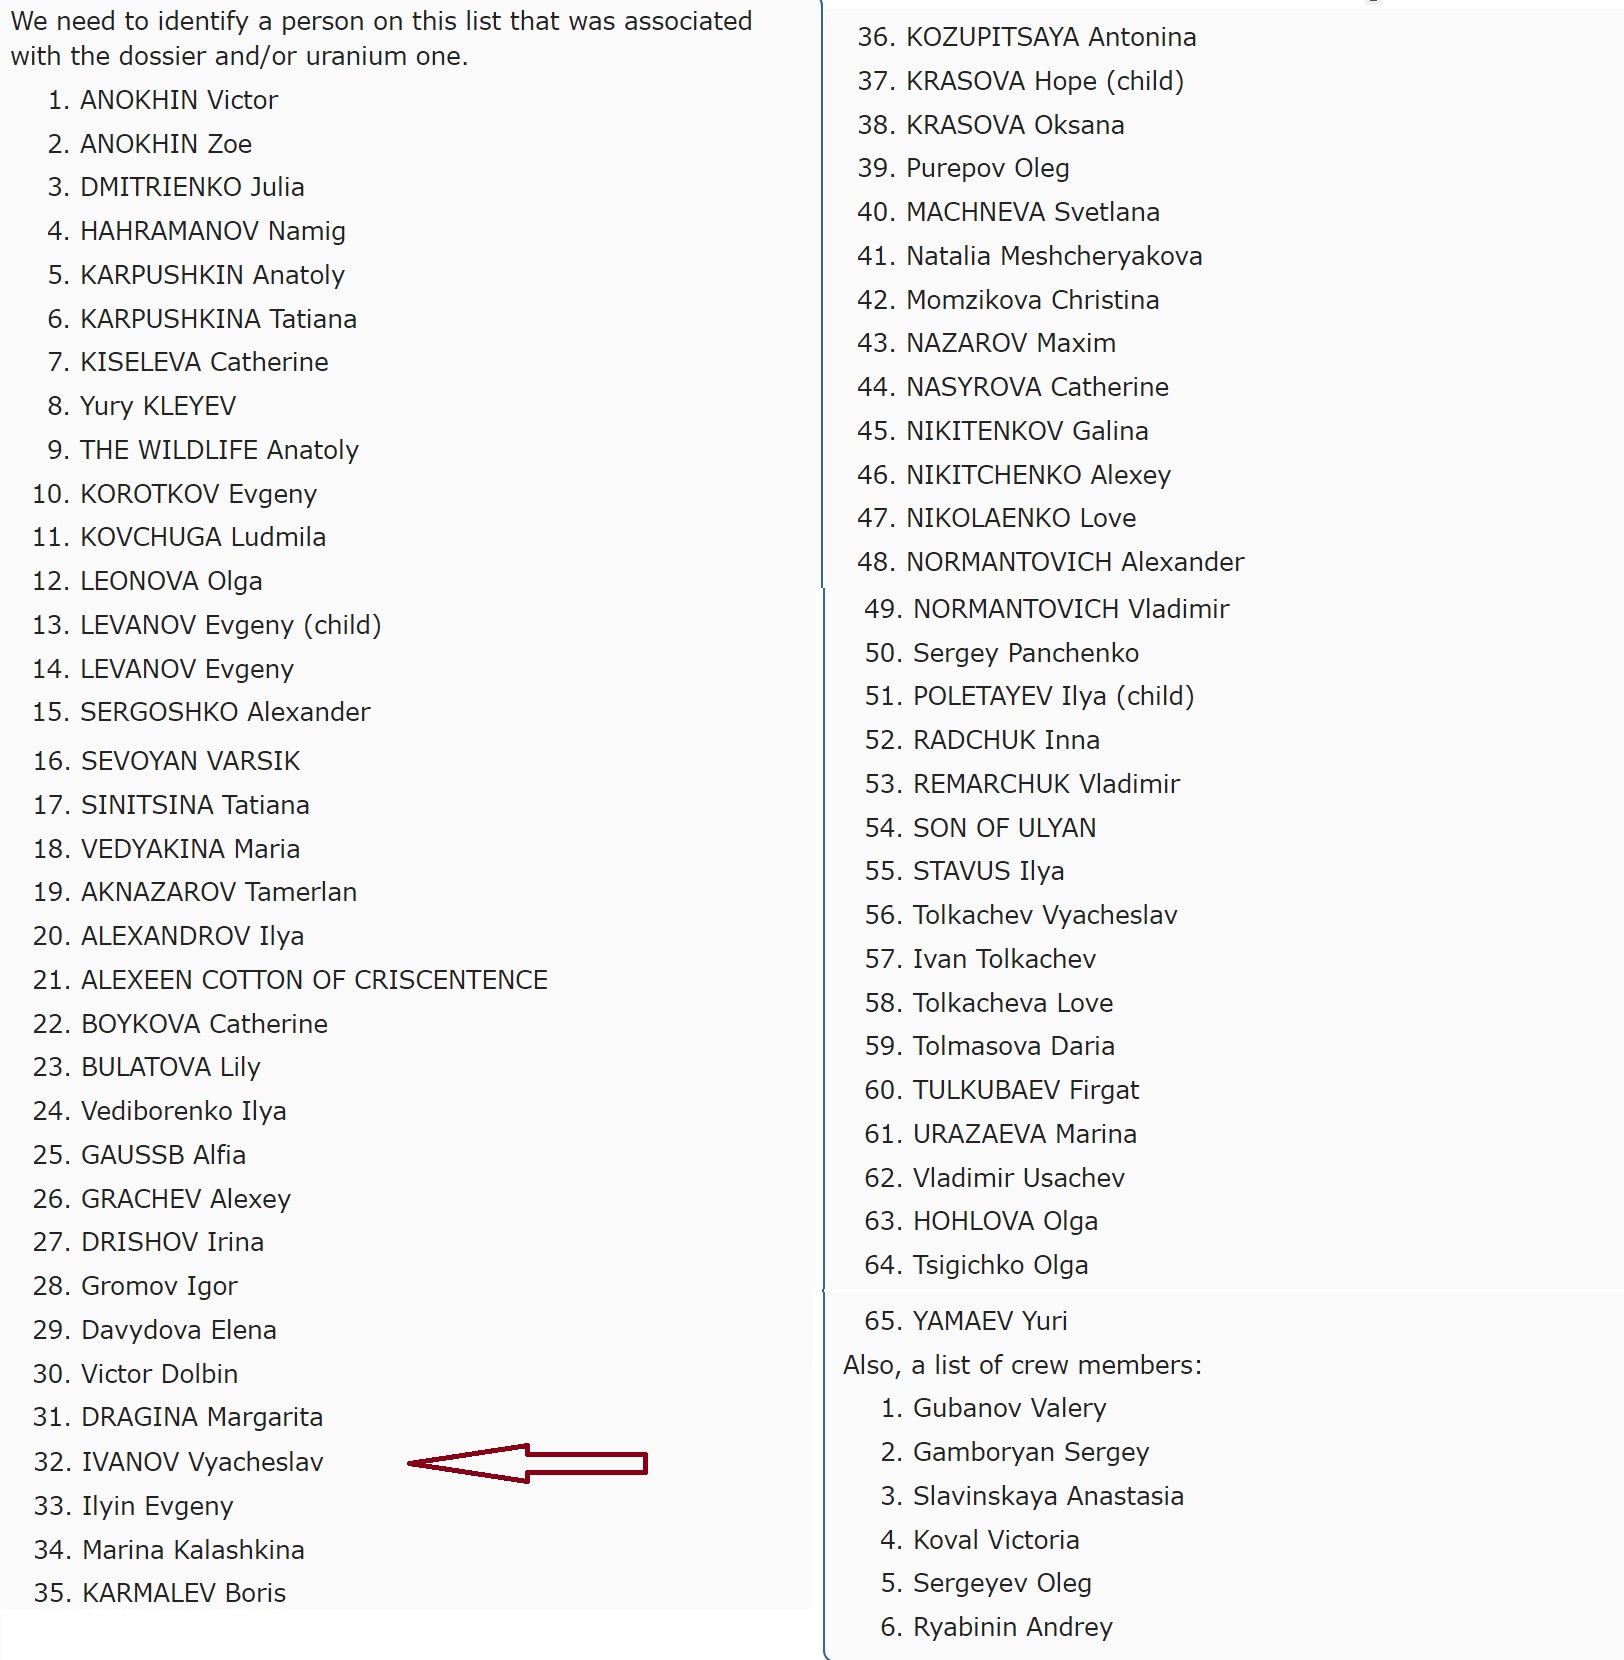 We need to identify a person on this list that was associated
with the dossier and/or uranium one.
1. ANOKHIN Victor
2. ANOKHIN Zoe
3. DMITRIENKO Julia
4. HAHRAMANOV Namig
5. KARPUSHKIN Anatoly
6. KARPUSHKINA Tatiana
7. KISELEVA Catherine
8. Yury KLEYEV
9. THE WILDLIFE Anatoly
10. KOROTKOV Evgeny
11. KOVCHUGA Ludmila
12. LEONOVA Olga
13. LEVANOV Evgeny (child)
14. LEVANOV Evgeny
15. SERGOSHKO Alexander
16. SEVOYAN VARSIK
17. SINITSINA Tatiana
18. VEDYAKINA Maria
19. AKNAZAROV Tamerlan
20. ALEXANDROV Ilya
21. ALEXEEN COTTON OF CRISCENTENCE
22. BOYKOVA Catherine
23. BULATOVA Lily
24. Vediborenko Ilya
25. GAUSSB Alfia
26. GRACHEV Alexey
27. DRISHOV Irina
28. Gromov Igor
29. Davydova Elena
30. Victor Dolbin
31. DRAGINA Margarita
32. IVANOV Vyacheslav
33. Ilyin Evgeny
34. Marina Kalashkina
35. KARMALEV Boris
36. KOZUPITSAYA Antonina
37. KRASOVA Hope (child)
38. KRASOVA Oksana
39. Purepov Oleg
40. MACHNEVA Svetlana
41. Natalia Meshcheryakova
42. Momzikova Christina
43. NAZAROV Maxim
44. NASYROVA Catherine
45. NIKITENKOV Galina
46. NIKITCHENKO Alexey
47. NIKOLAENKO Love
48. NORMANTOVICH Alexander
49. NORMANTOVICH Vladimir
50. Sergey Panchenko
51. POLETAYEV Ilya (child)
52. RADCHUK Inna
53. REMARCHUK Vladimir
54. SON OF ULYAN
55. STAVUS Ilya
56. Tolkachev Vyacheslav
57. Ivan Tolkachev
58. Tolkacheva Love
59. Tolmasova Daria
60. TULKUBAEV Firgat
61. URAZAEVA Marina
62. Vladimir Usachev
63. HOHLOVA Olga
64. Tsigichko Olga
65. YAMAEV Yuri
Also, a list of crew members:
1. Gubanov Valery
2. Gamboryan Sergey
3. Slavinskaya Anastasia
4. Koval Victoria
5. Sergeyev Oleg
6. Ryabinin Andrey